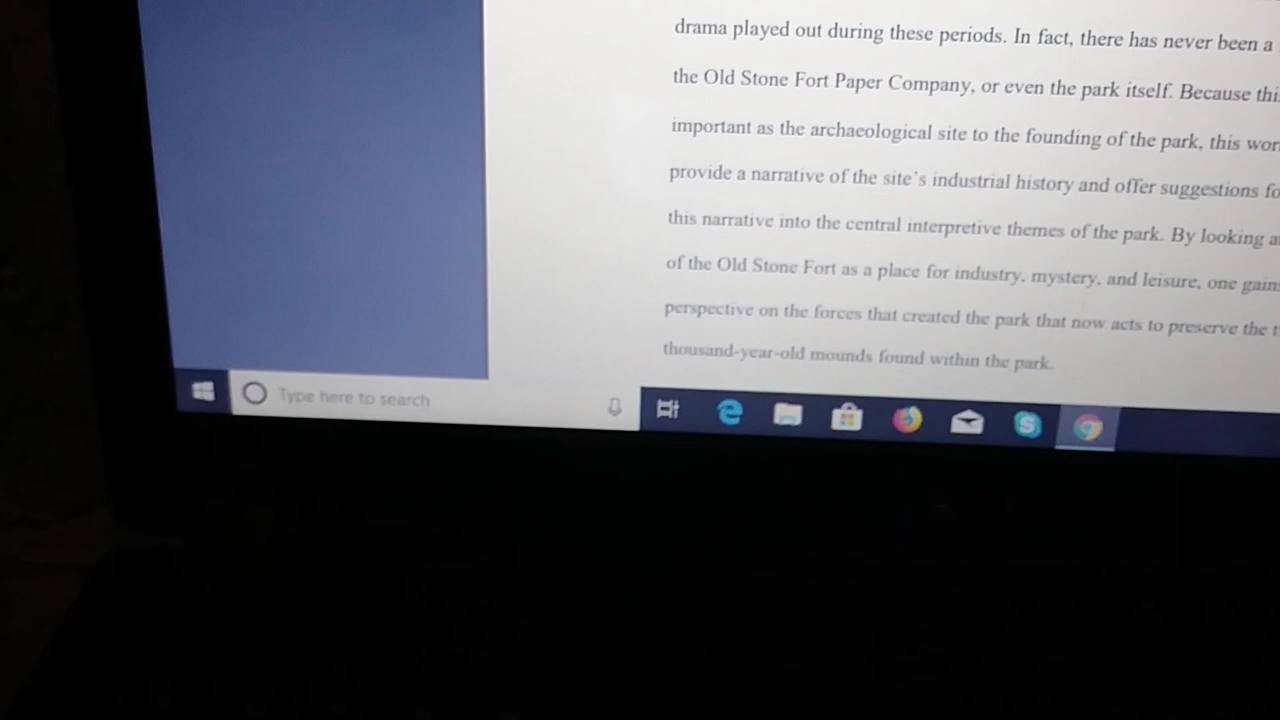 drama played out during these periods. In fact, there has never been a
the Old Stone Fort Paper Company, or even the park itself. Because
important as the archaeological site to the founding of the park, this
provide a narrative of the site's industrial history and offer suggestions
this narrative into the central interpretive themes of the park. By looking
of the Old Stone Fort as a place for industry, mystery, and leisure, one
perspective on the forces that created the park that now acts to preserve the
thousand-year-old mounds found within the park.
Type here to search